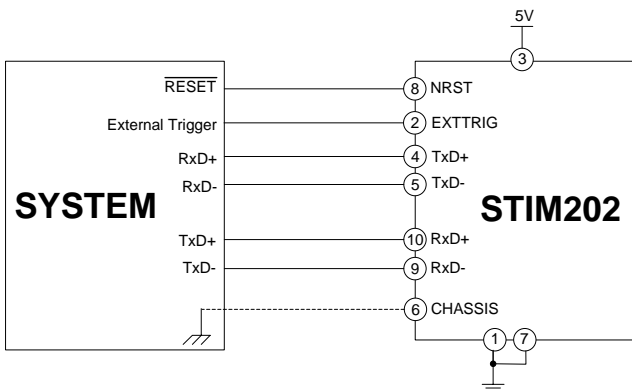 5V
3
RESET
8 NRST
External Trigger
2 EXTTRIG
RxD+
4 TxD+
RxD-
5 TxD-
SYSTEM
STIM202
TxD+
10 RxD+
TxD-
9 RxD-
6 CHASSIS
1 7